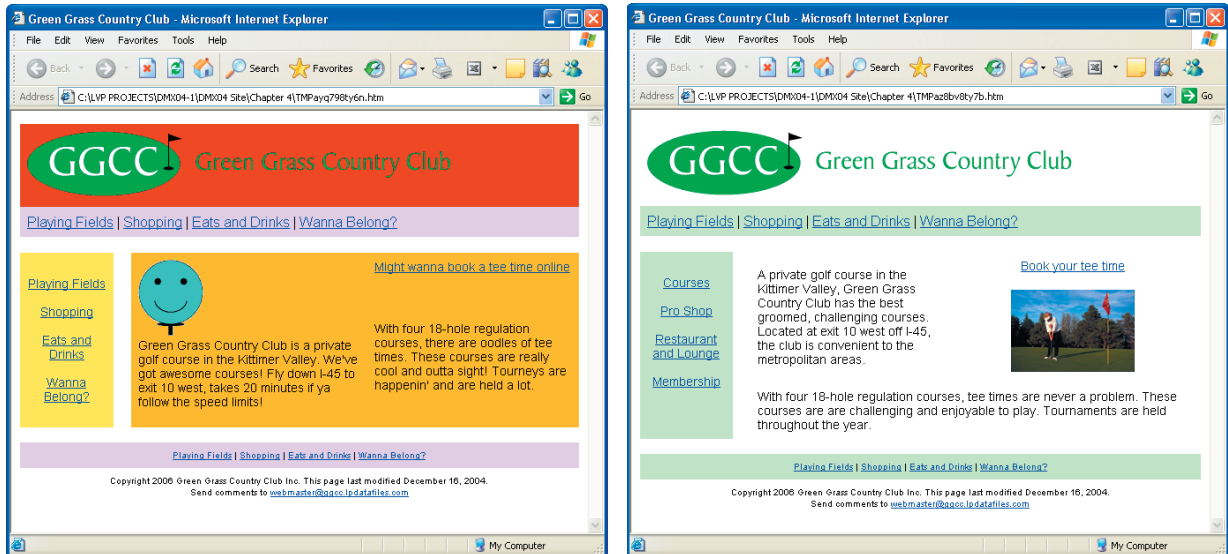 Green Grass Country Club - Microsoft Internet Explorer
File Edit View Favorites Tools Help
Back Search Favorites
Address C:\LVP PROJECTS\DMX04-1\DMX04 Site\Chapter 4\TMPayq798ty6n.htm Go
GGCC Green Grass Country Club
Playing Fields | Shopping | Eats and Drinks | Wanna Belong?
Playing Fields
Shopping
Eats and
Drinks
Wanna
Belong?
Green Grass Country Club is a private
golf course in the Kittimer Valley. We've
got awesome courses! Fly down I-45 to
exit 10 west, takes 20 minutes if ya
follow the speed limits!
Might wanna book a tee time online
With four 18-hole regulation
courses, there are oodles of tee
times. These courses are really
cool and outta sight! Tourneys are
happenin' and are held a lot.
Playing Fields | Shopping | Eats and Drinks | Wanna Belong?
Copyright 2006 Green Grass Country Club Inc. This page last modified December 16, 2004.
Send comments to webmaster@ggcc.lpdatafiles.com
My Computer
Green Grass Country Club - Microsoft Internet Explorer
File Edit View Favorites Tools Help
Back Search Favorites
Address C:\LVP PROJECTS\DMX04-1\DMX04 Site\Chapter 4\TMPaz8bv8ty7b.htm Go
GGCC Green Grass Country Club
Playing Fields | Shopping | Eats and Drinks | Wanna Belong?
Courses
Pro Shop
Restaurant
and Lounge
Membership
A private golf course in the
Kittimer Valley, Green Grass
Country Club has the best
groomed, challenging courses.
Located at exit 10 west off I-45,
the club is convenient to the
metropolitan areas.
Book your tee time
With four 18-hole regulation courses, tee times are never a problem. These
courses are are challenging and enjoyable to play. Tournaments are held
throughout the year.
Playing Fields | Shopping | Eats and Drinks | Wanna Belong?
Copyright 2006 Green Grass Country Club Inc. This page last modified December 16, 2004.
Send comments to webmaster@ggcc.lpdatafiles.com
My Computer